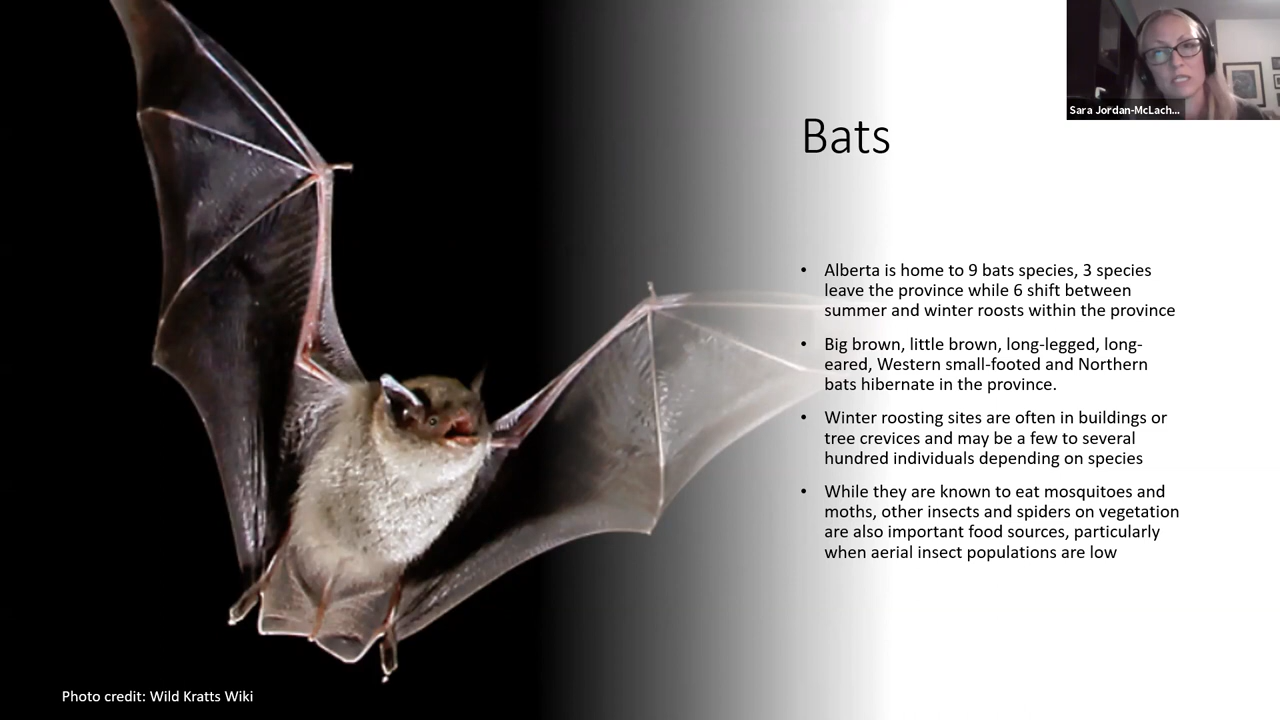 Sara Jordan-McLach...
Bats
• Alberta is home to 9 bats species, 3 species
leave the province while 6 shift between
summer and winter roosts within the province
• Big brown, little brown, long-legged, long-
eared, Western small-footed and Northern
bats hibernate in the province.
• Winter roosting sites are often in buildings or
tree crevices and may be a few to several
hundred individuals depending on species
• While they are known to eat mosquitoes and
moths, other insects and spiders on vegetation
are also important food sources, particularly
when aerial insect populations are low
Photo credit: Wild Kratts Wiki